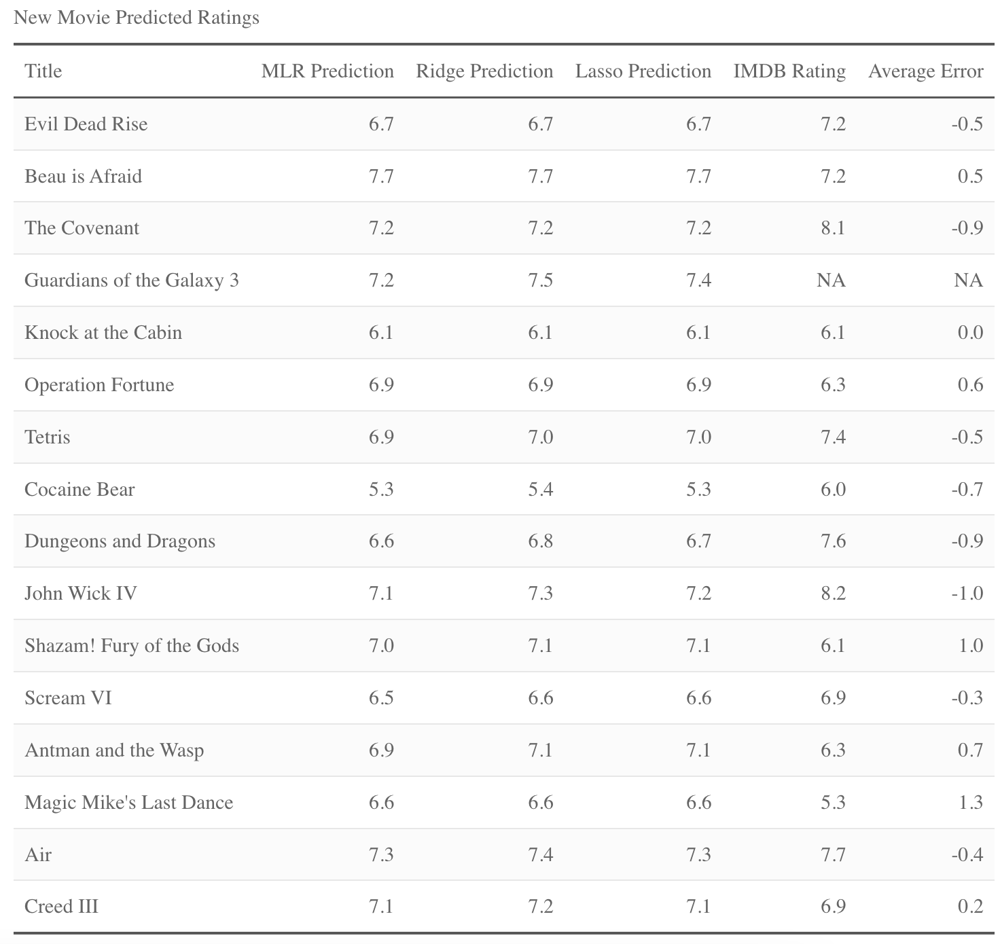 New Movie Predicted Ratings
Title MLR Prediction Ridge Prediction Lasso Prediction IMDB Rating Average Error
Evil Dead Rise 6.7 6.7 6.7 7.2 -0.5
Beau is Afraid 7.7 7.7 7.7 7.2 0.5
The Covenant 7.2 7.2 7.2 8.1 -0.9
Guardians of the Galaxy 3 7.2 7.5 7.4 NA NA
Knock at the Cabin 6.1 6.1 6.1 6.1 0.0
Operation Fortune 6.9 6.9 6.9 6.3 0.6
Tetris 6.9 7.0 7.0 7.4 -0.5
Cocaine Bear 5.3 5.4 5.3 6.0 -0.7
Dungeons and Dragons 6.6 6.8 6.7 7.6 -0.9
John Wick IV 7.1 7.3 7.2 8.2 -1.0
Shazam! Fury of the Gods 7.0 7.1 7.1 6.1 1.0
Scream VI 6.5 6.6 6.6 6.9 -0.3
Antman and the Wasp 6.9 7.1 7.1 6.3 0.7
Magic Mike's Last Dance 6.6 6.6 6.6 5.3 1.3
Air 7.3 7.4 7.3 7.7 -0.4
Creed III 7.1 7.2 7.1 6.9 0.2